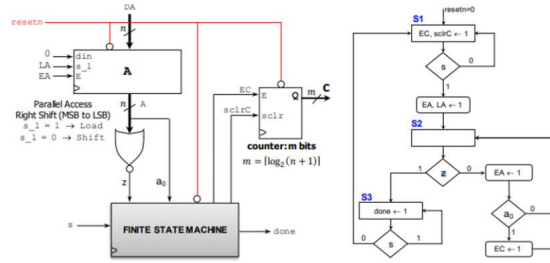 DA
resetn
n
0
LA
EA
din
s_l
E
A
Parallel Access
Right Shift (MSB to LSB)
s_l = 1 → Load
s_l = 0 → Shift
n
A
z
a0
EC
sclrC
E
Q
sclr
m
C
counter: m bits
m = ⌈log2(n + 1)⌉
s
FINITE STATE MACHINE
done
resetn=0
S1
EC, sclrC ← 1
s
0
1
EA, LA ← 1
S2
z
1
0
EA ← 1
S3
done ← 1
a0
0
s
0
1
1
EC ← 1